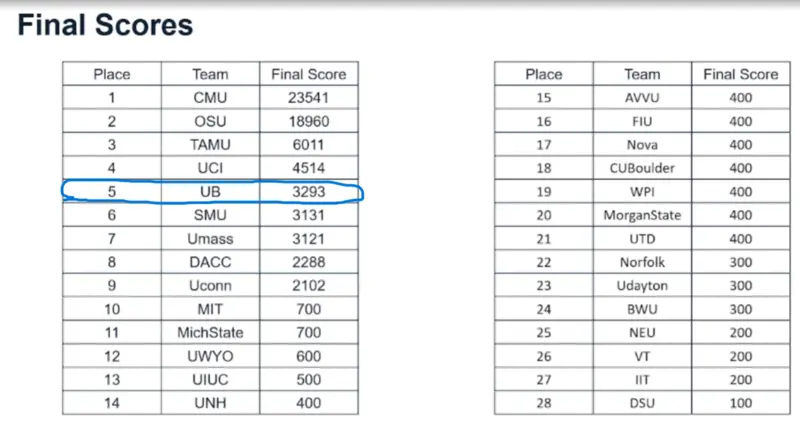 Final Scores
Place Team Final Score
1 CMU 23541
2 OSU 18960
3 TAMU 6011
4 UCI 4514
5 UB 3293
6 SMU 3131
7 Umass 3121
8 DACC 2288
9 Uconn 2102
10 MIT 700
11 MichState 700
12 UWYO 600
13 UIUC 500
14 UNH 400
Place Team Final Score
15 AVVU 400
16 FIU 400
17 Nova 400
18 CUBoulder 400
19 WPI 400
20 MorganState 400
21 UTD 400
22 Norfolk 300
23 Udayton 300
24 BWU 300
25 NEU 200
26 VT 200
27 IIT 200
28 DSU 100